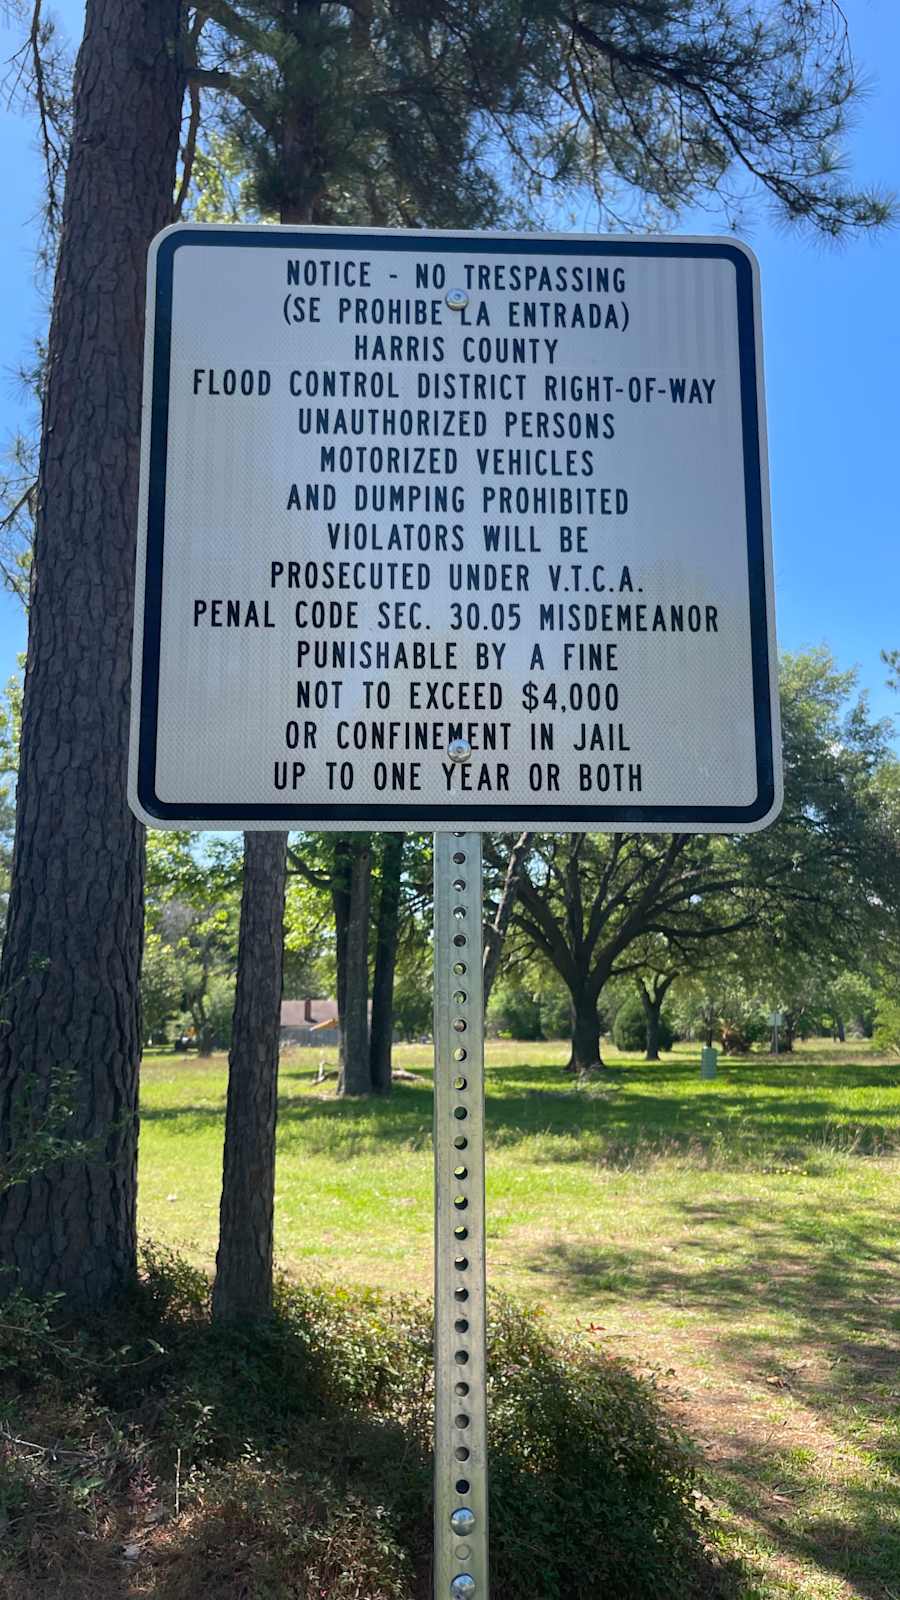 NOTICE - NO TRESPASSING
(SE PROHIBE LA ENTRADA)
HARRIS COUNTY
FLOOD CONTROL DISTRICT RIGHT-OF-WAY
UNAUTHORIZED PERSONS
MOTORIZED VEHICLES
AND DUMPING PROHIBITED
VIOLATORS WILL BE
PROSECUTED UNDER V.T.C.A.
PENAL CODE SEC. 30.05 MISDEMEANOR
PUNISHABLE BY A FINE
NOT TO EXCEED $4,000
OR CONFINEMENT IN JAIL
UP TO ONE YEAR OR BOTH